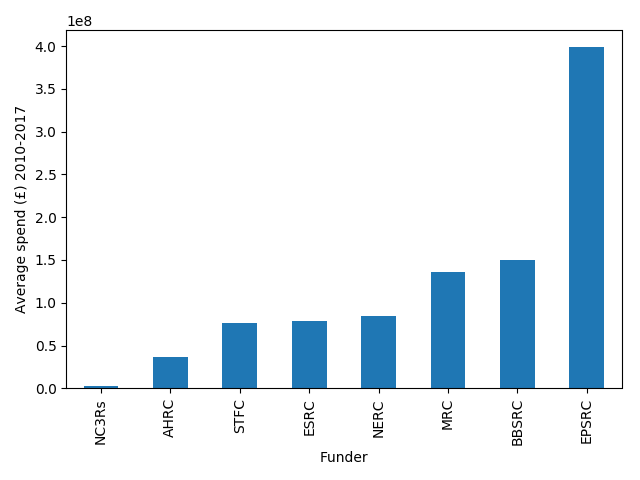 1e8
4.0
3.5
3.0
2.5
2.0
1.5
1.0
0.5
0.0
Average spend (£) 2010-2017
NC3Rs
AHRC
STFC
ESRC
NERC
MRC
BBSRC
EPSRC
Funder